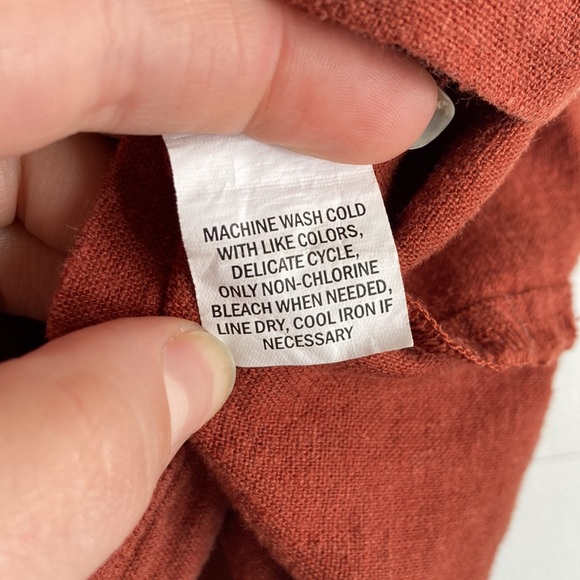 MACHINE WASH COLD
WITH LIKE COLORS,
DELICATE CYCLE,
ONLY NON-CHLORINE
BLEACH WHEN NEEDED,
LINE DRY, COOL IRON IF
NECESSARY